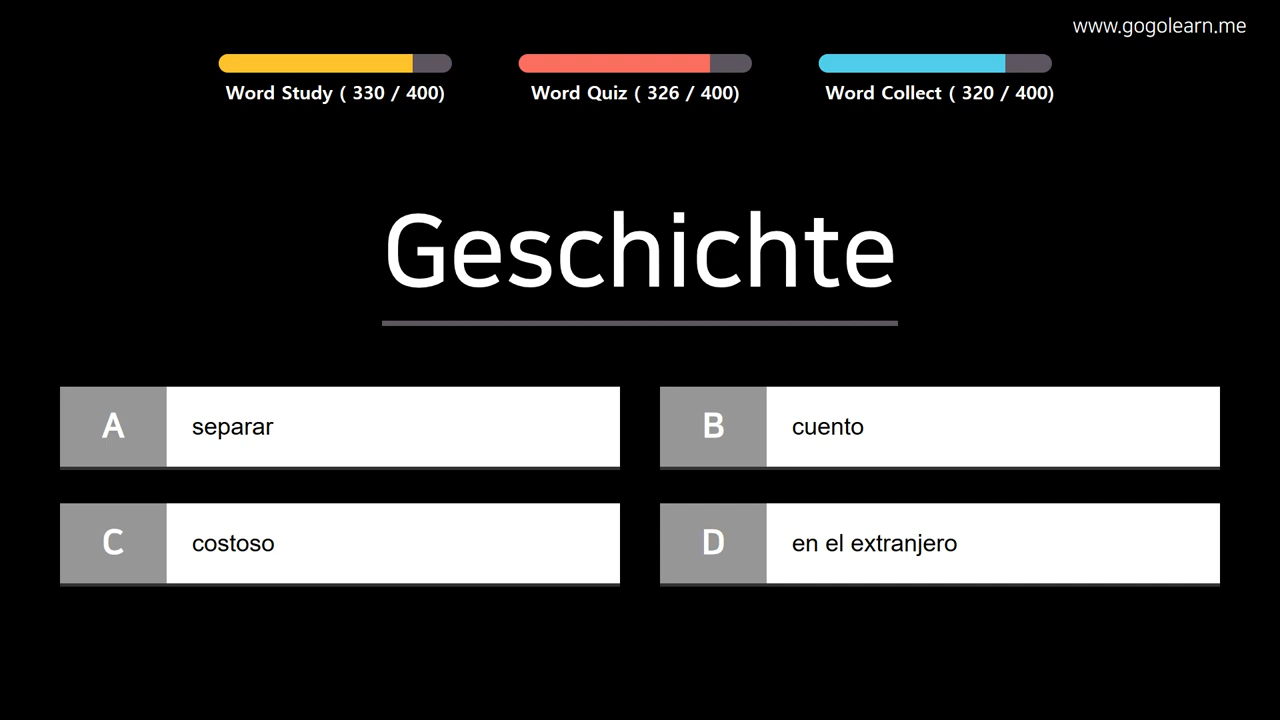 www.gogolearn.me
Word Study ( 330 / 400)
Word Quiz ( 326 / 400)
Word Collect ( 320 / 400)
Geschichte
A separar
B cuento
C costoso
D en el extranjero